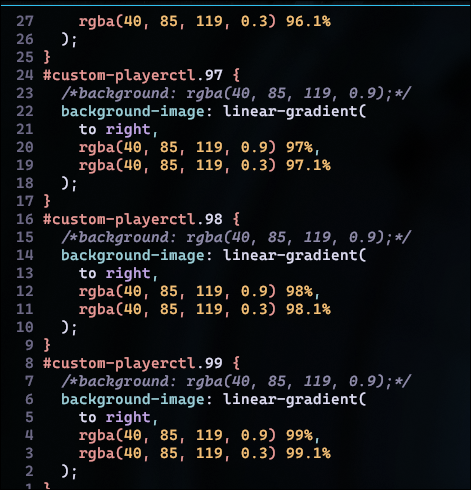 27 rgba(40, 85, 119, 0.3) 96.1%
26 );
25 }
24 #custom-playerctl.97 {
23 /*background: rgba(40, 85, 119, 0.9);*/
22 background-image: linear-gradient(
21 to right,
20 rgba(40, 85, 119, 0.9) 97%,
19 rgba(40, 85, 119, 0.3) 97.1%
18 );
17 }
16 #custom-playerctl.98 {
15 /*background: rgba(40, 85, 119, 0.9);*/
14 background-image: linear-gradient(
13 to right,
12 rgba(40, 85, 119, 0.9) 98%,
11 rgba(40, 85, 119, 0.3) 98.1%
10 );
9 }
8 #custom-playerctl.99 {
7 /*background: rgba(40, 85, 119, 0.9);*/
6 background-image: linear-gradient(
5 to right,
4 rgba(40, 85, 119, 0.9) 99%,
3 rgba(40, 85, 119, 0.3) 99.1%
2 );
1 }